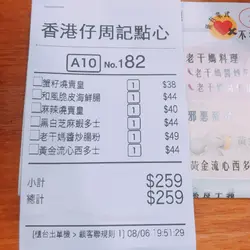 香港仔周記點心
A10 No.182
蟹籽燒賣皇 1 $38
和風脆皮海鮮腸 1 $44
麻辣燒賣皇 1 $40
黑白芝麻蝦多士 1 $44
老干媽醬炒腸粉 1 $49
黃金流心西多士 1 $44
小計 $259
總計 $259
[櫃台出單機> 顧客聯規則1] 08/06 19:51:29
老干媽料理
黃金流心西多